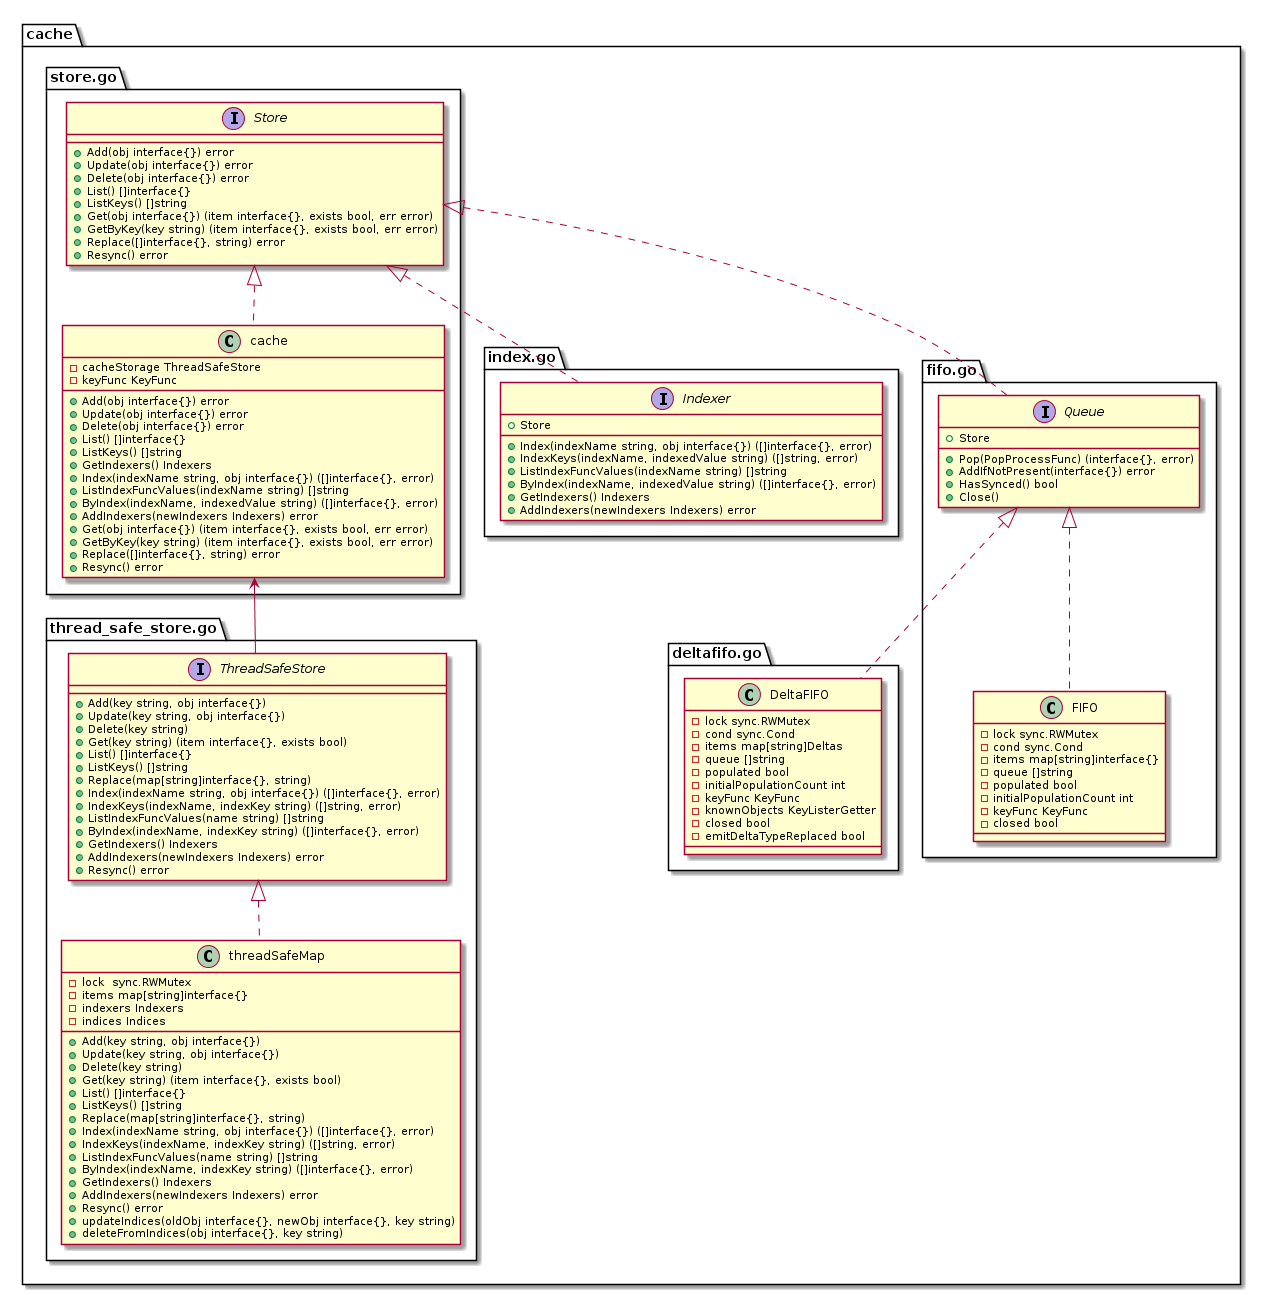 cache
store.go
I Store
Add(obj interface{}) error
Update(obj interface{}) error
Delete(obj interface{}) error
List() []interface{}
ListKeys() []string
Get(obj interface{}) (item interface{}, exists bool, err error)
GetByKey(key string) (item interface{}, exists bool, err error)
Replace([]interface{}, string) error
Resync() error
C cache
cacheStorage ThreadSafeStore
keyFunc KeyFunc
Add(obj interface{}) error
Update(obj interface{}) error
Delete(obj interface{}) error
List() []interface{}
ListKeys() []string
GetIndexers() Indexers
Index(indexName string, obj interface{}) ([]interface{}, error)
ListIndexFuncValues(indexName string) []string
ByIndex(indexName, indexedValue string) ([]interface{}, error)
AddIndexers(newIndexers Indexers) error
Get(obj interface{}) (item interface{}, exists bool, err error)
GetByKey(key string) (item interface{}, exists bool, err error)
Replace([]interface{}, string) error
Resync() error
index.go
I Indexer
Store
Index(indexName string, obj interface{}) ([]interface{}, error)
IndexKeys(indexName, indexedValue string) ([]string, error)
ListIndexFuncValues(indexName string) []string
ByIndex(indexName, indexedValue string) ([]interface{}, error)
GetIndexers() Indexers
AddIndexers(newIndexers Indexers) error
fifo.go
I Queue
Store
Pop(PopProcessFunc) (interface{}, error)
AddIfNotPresent(interface{}) error
HasSynced() bool
Close()
thread_safe_store.go
I ThreadSafeStore
Add(key string, obj interface{})
Update(key string, obj interface{})
Delete(key string)
Get(key string) (item interface{}, exists bool)
List() []interface{}
ListKeys() []string
Replace(map[string]interface{}, string)
Index(indexName string, obj interface{}) ([]interface{}, error)
IndexKeys(indexName, indexKey string) ([]string, error)
ListIndexFuncValues(name string) []string
ByIndex(indexName, indexKey string) ([]interface{}, error)
GetIndexers() Indexers
AddIndexers(newIndexers Indexers) error
Resync() error
deltafifo.go
C DeltaFIFO
lock sync.RWMutex
cond sync.Cond
items map[string]Deltas
queue []string
populated bool
initialPopulationCount int
keyFunc KeyFunc
knownObjects KeyListerGetter
closed bool
emitDeltaTypeReplaced bool
C FIFO
lock sync.RWMutex
cond sync.Cond
items map[string]interface{}
queue []string
populated bool
initialPopulationCount int
keyFunc KeyFunc
closed bool
C threadSafeMap
lock  sync.RWMutex
items map[string]interface{}
indexers Indexers
indices Indices
Add(key string, obj interface{})
Update(key string, obj interface{})
Delete(key string)
Get(key string) (item interface{}, exists bool)
List() []interface{}
ListKeys() []string
Replace(map[string]interface{}, string)
Index(indexName string, obj interface{}) ([]interface{}, error)
IndexKeys(indexName, indexKey string) ([]string, error)
ListIndexFuncValues(name string) []string
ByIndex(indexName, indexKey string) ([]interface{}, error)
GetIndexers() Indexers
AddIndexers(newIndexers Indexers) error
Resync() error
updateIndices(oldObj interface{}, newObj interface{}, key string)
deleteFromIndices(obj interface{}, key string)